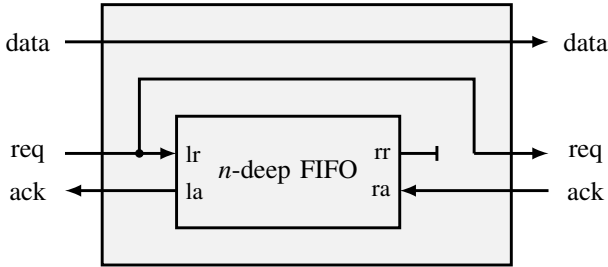 data data
req lr n-deep FIFO rr req
ack la ra ack